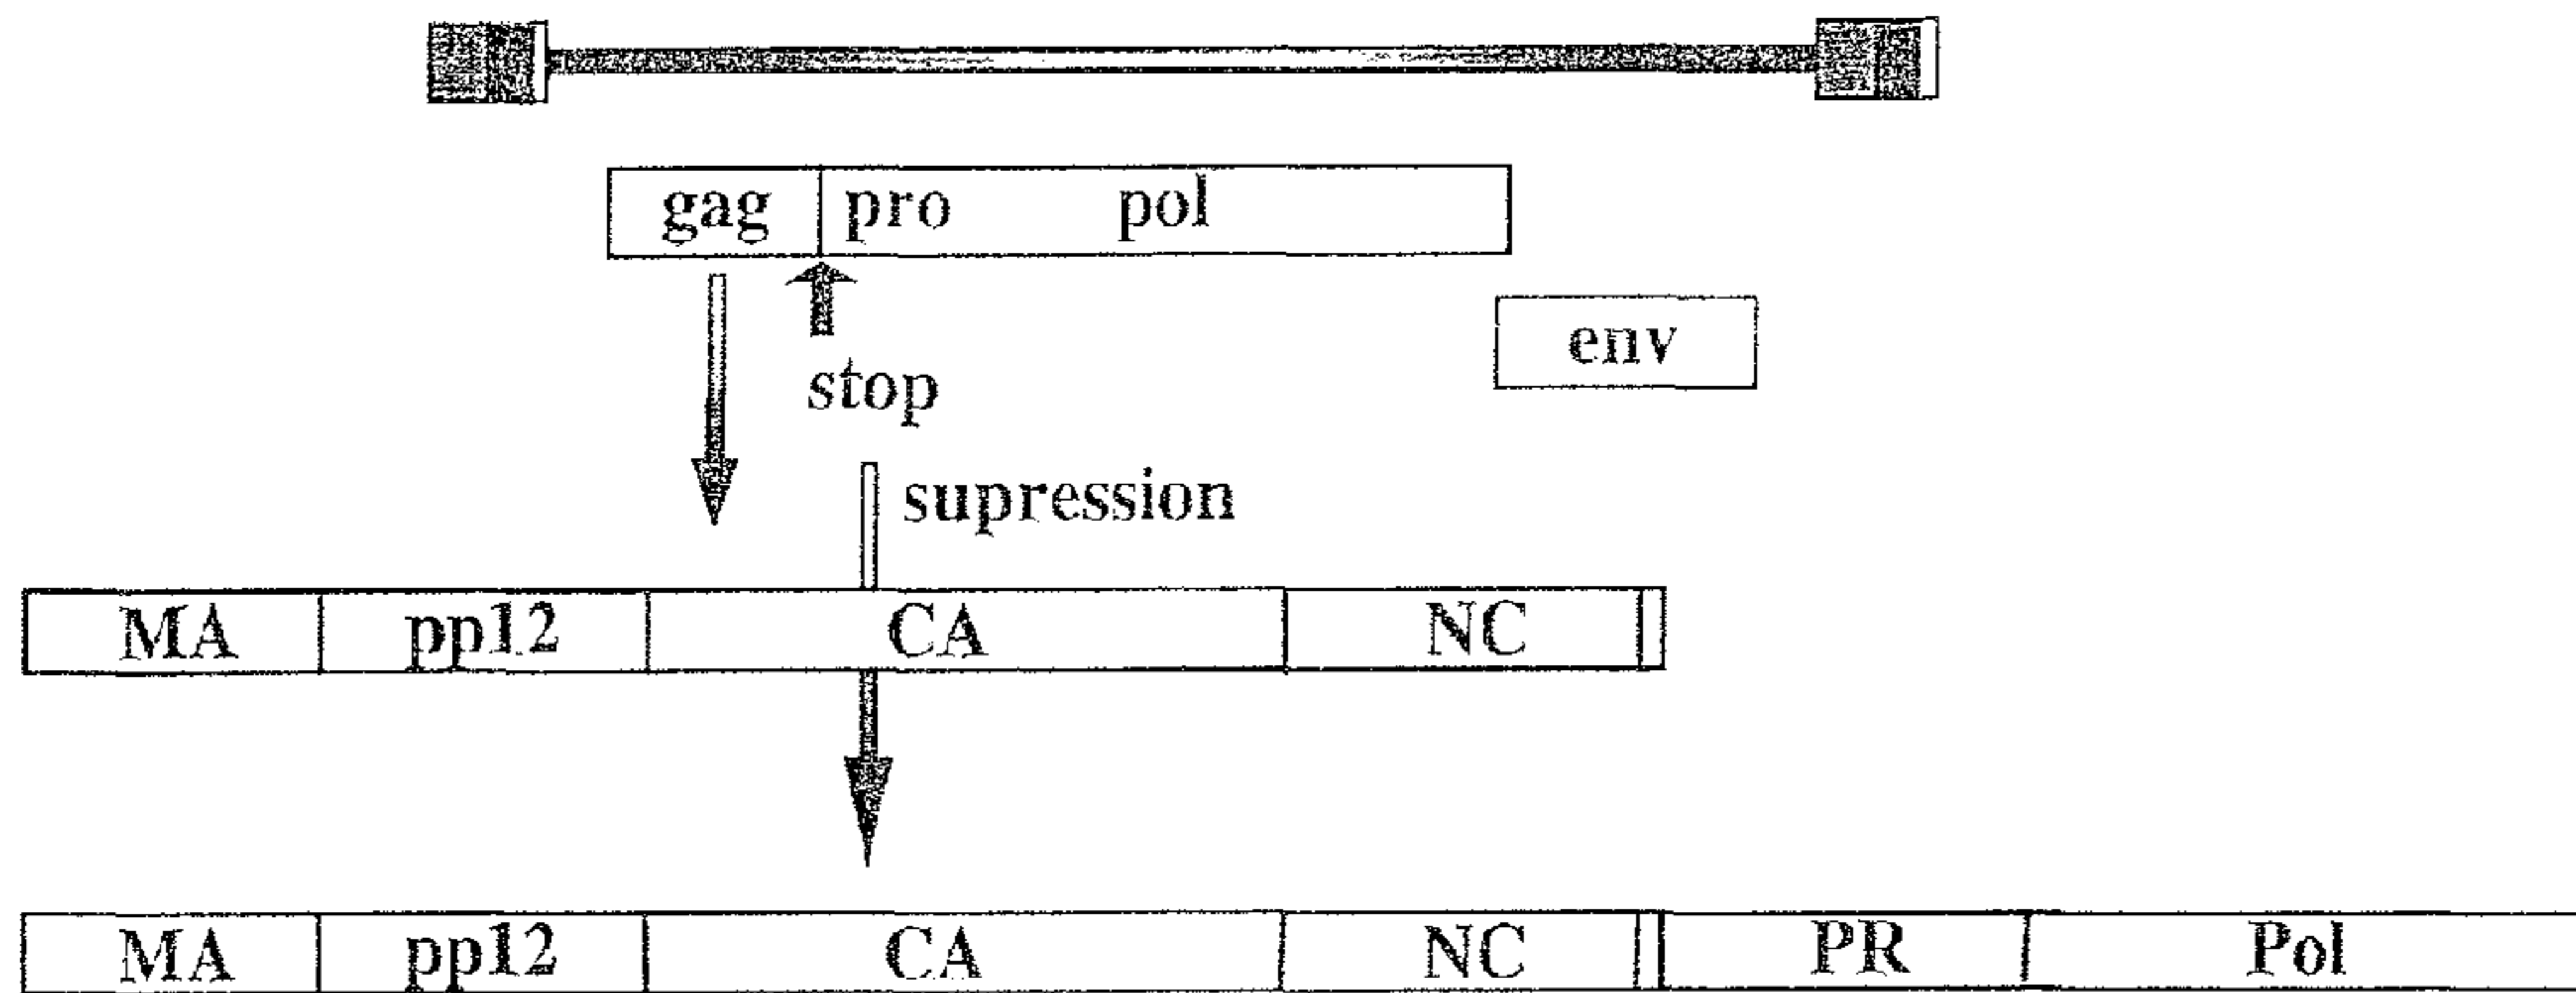 gag pro pol
env
stop
supression
MA pp12 CA NC
MA pp12 CA NC PR Pol